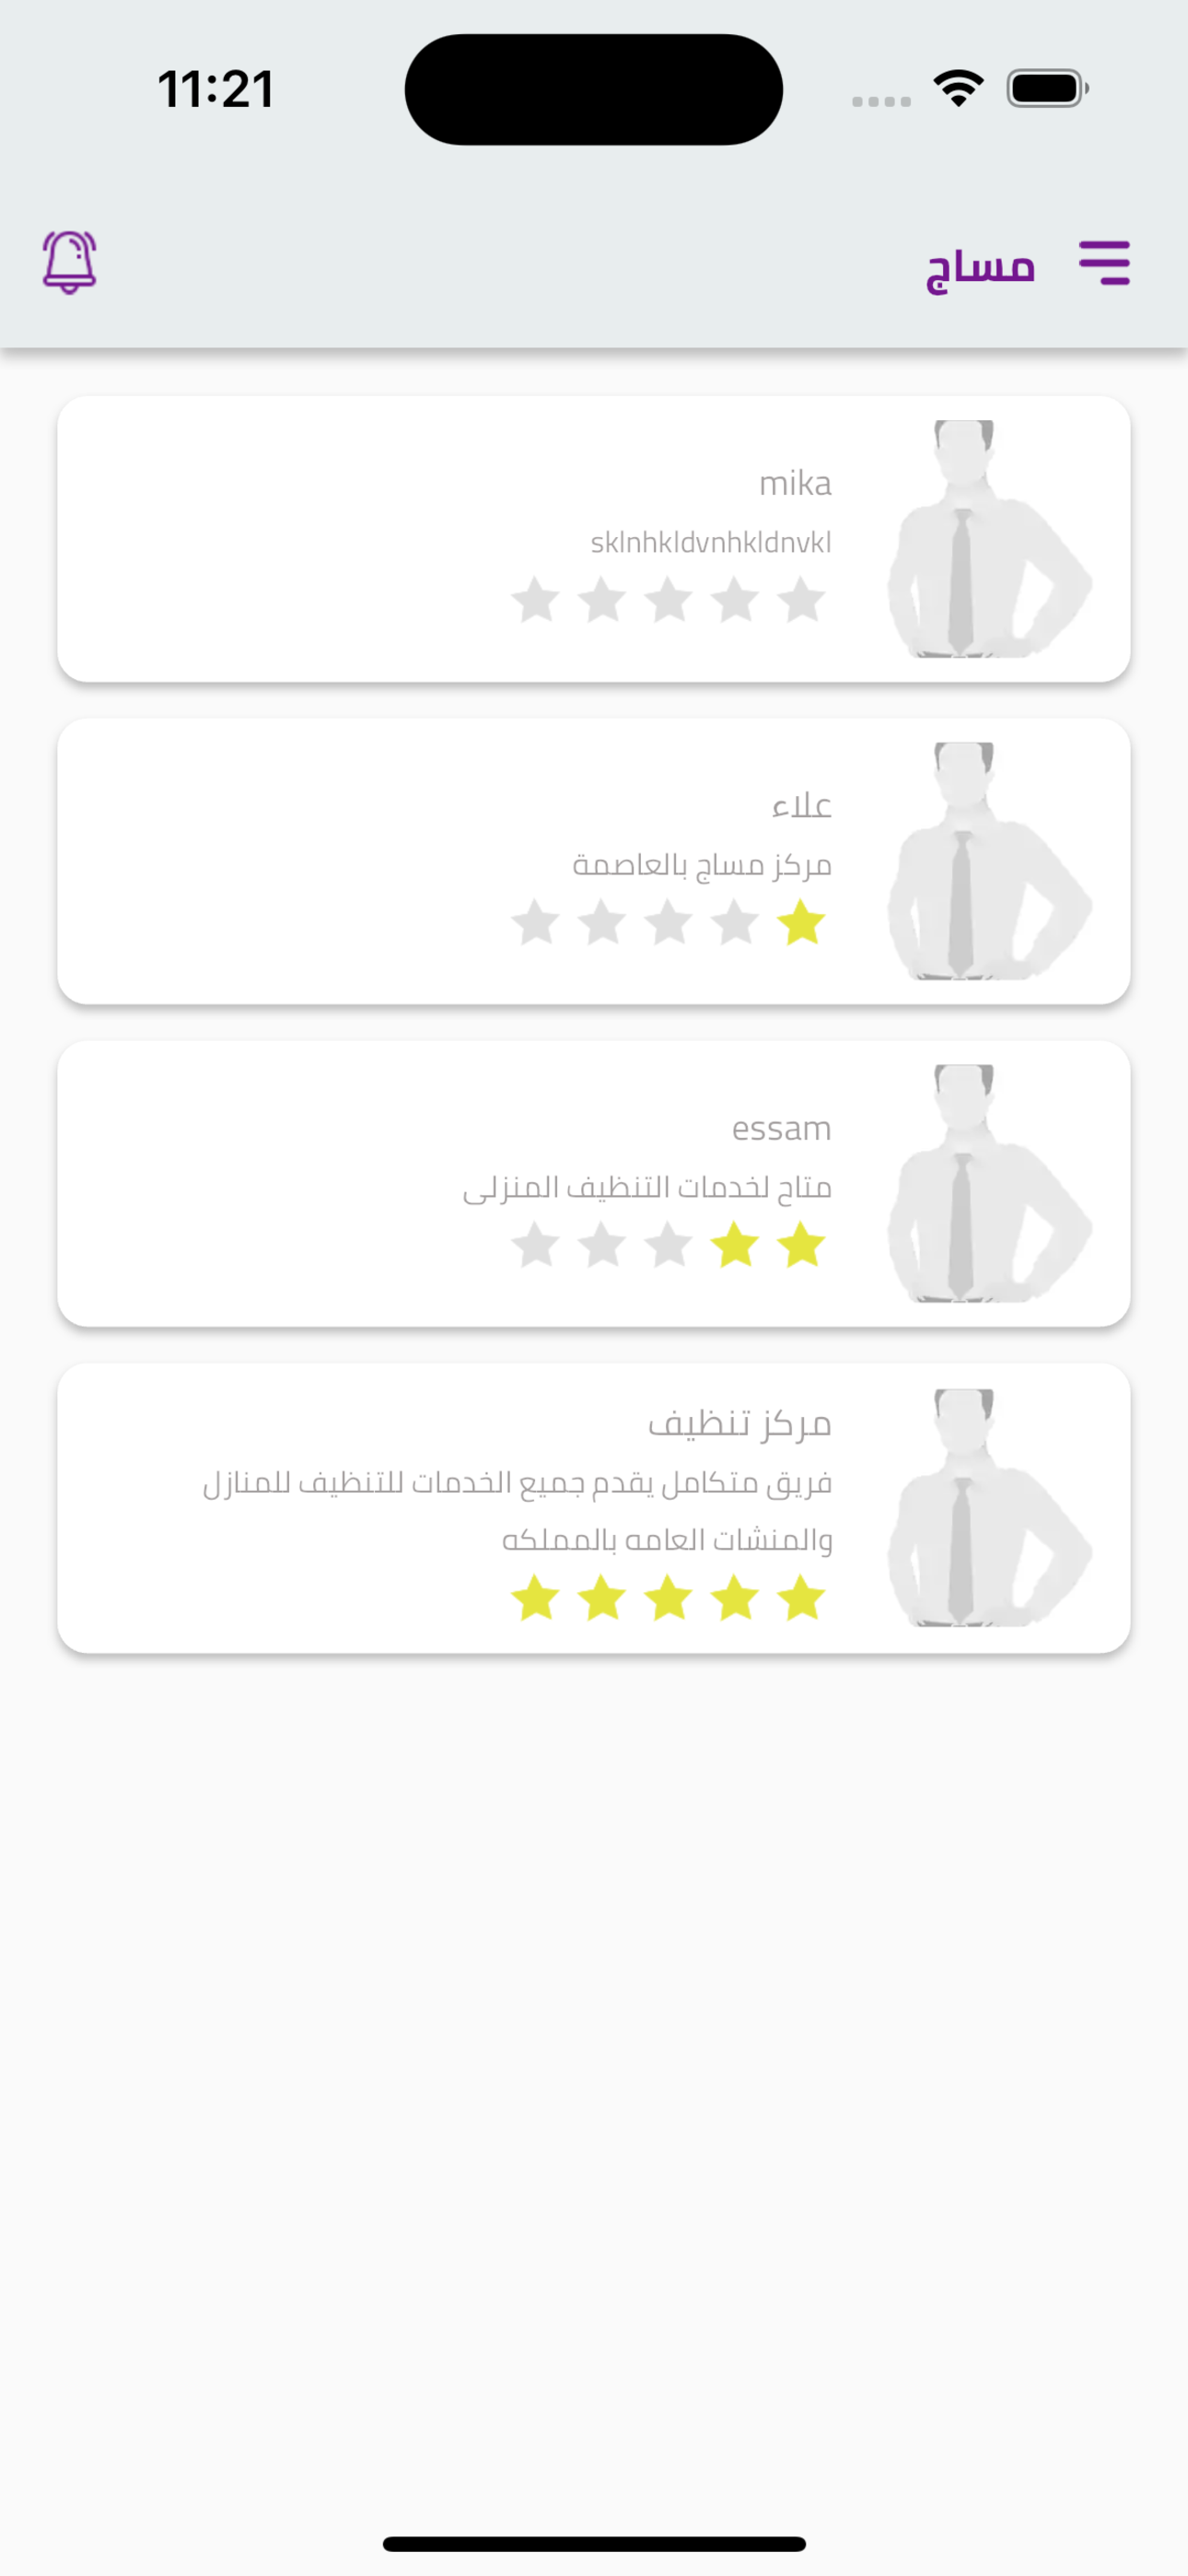 11:21
مساج
mika
sklnhkldvnhkldnvkl
علاء
مركز مساج بالعاصمة
essam
متاح لخدمات التنظيف المنزلى
مركز تنظيف
فريق متكامل يقدم جميع الخدمات للتنظيف للمنازل
والمنشات العامه بالمملكه